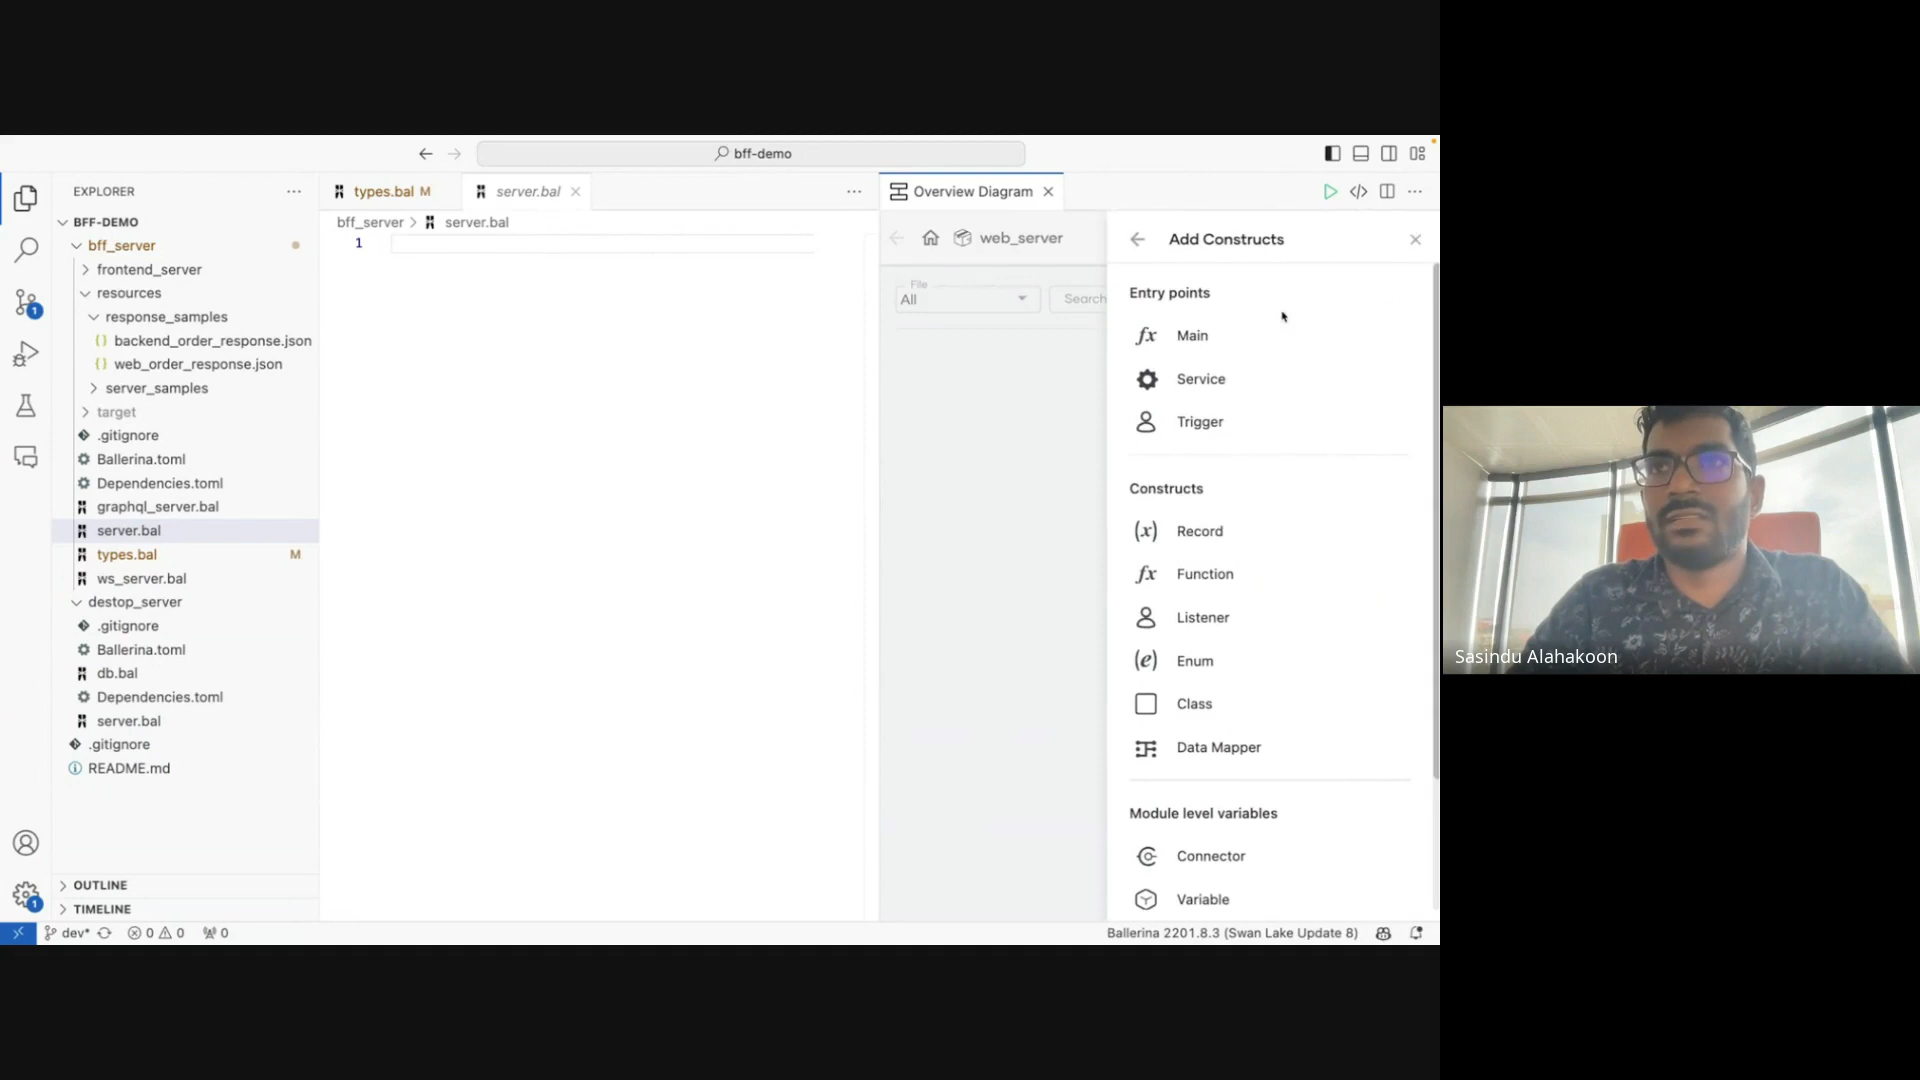 bff-demo
EXPLORER
BFF-DEMO
bff_server
frontend_server
resources
response_samples
backend_order_response.json
web_order_response.json
server_samples
target
.gitignore
Ballerina.toml
Dependencies.toml
graphql_server.bal
server.bal
types.bal M
ws_server.bal
destop_server
.gitignore
Ballerina.toml
db.bal
Dependencies.toml
server.bal
.gitignore
README.md
OUTLINE
TIMELINE
types.bal M
server.bal
bff_server > server.bal
1
Overview Diagram
web_server
File
All
Search
Add Constructs
Entry points
fx Main
Service
Trigger
Constructs
(x) Record
fx Function
Listener
(e) Enum
Class
Data Mapper
Module level variables
Connector
Variable
1
1
dev* 0 0 0
Ballerina 2201.8.3 (Swan Lake Update 8)
Sasindu Alahakoon